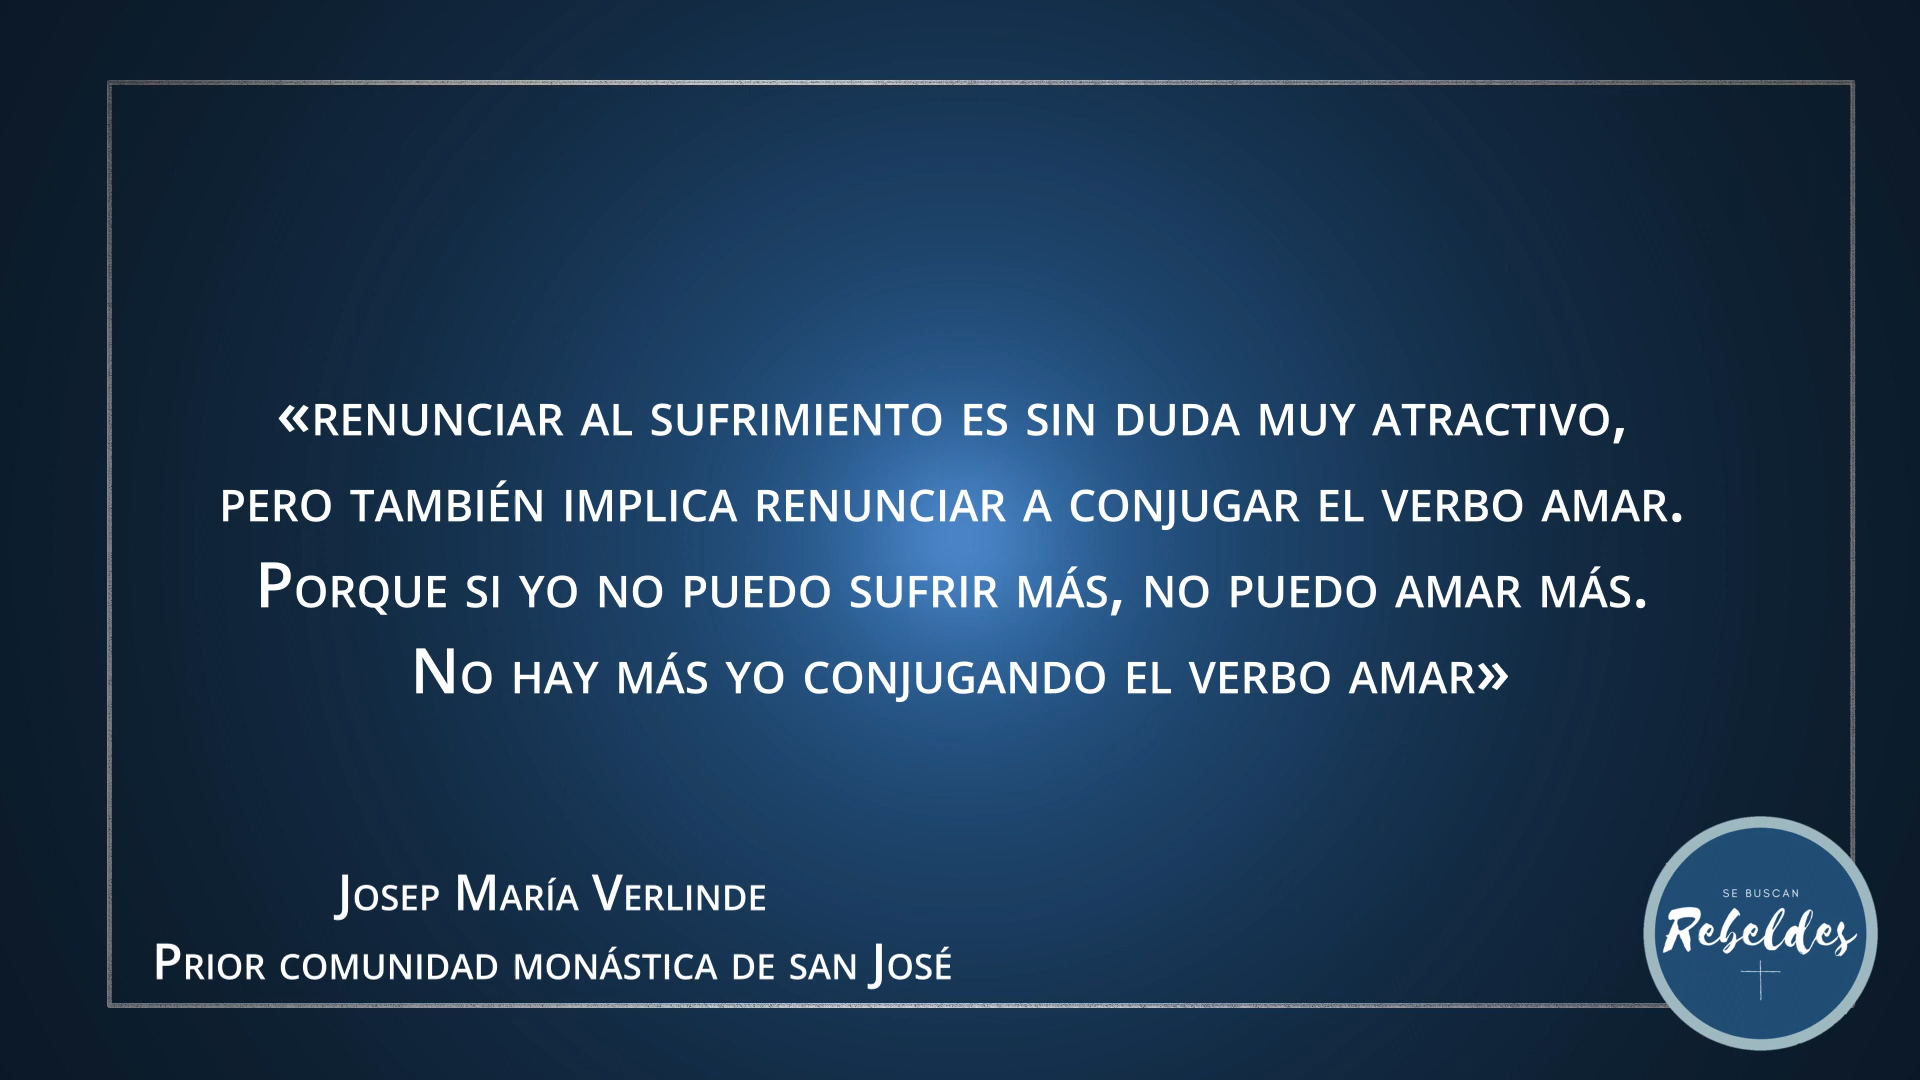 «renunciar al sufrimiento es sin duda muy atractivo,
pero también implica renunciar a conjugar el verbo amar.
Porque si yo no puedo sufrir más, no puedo amar más.
No hay más yo conjugando el verbo amar»
Josep María Verlinde
Prior comunidad monástica de san José
SE BUSCAN
Rebeldes